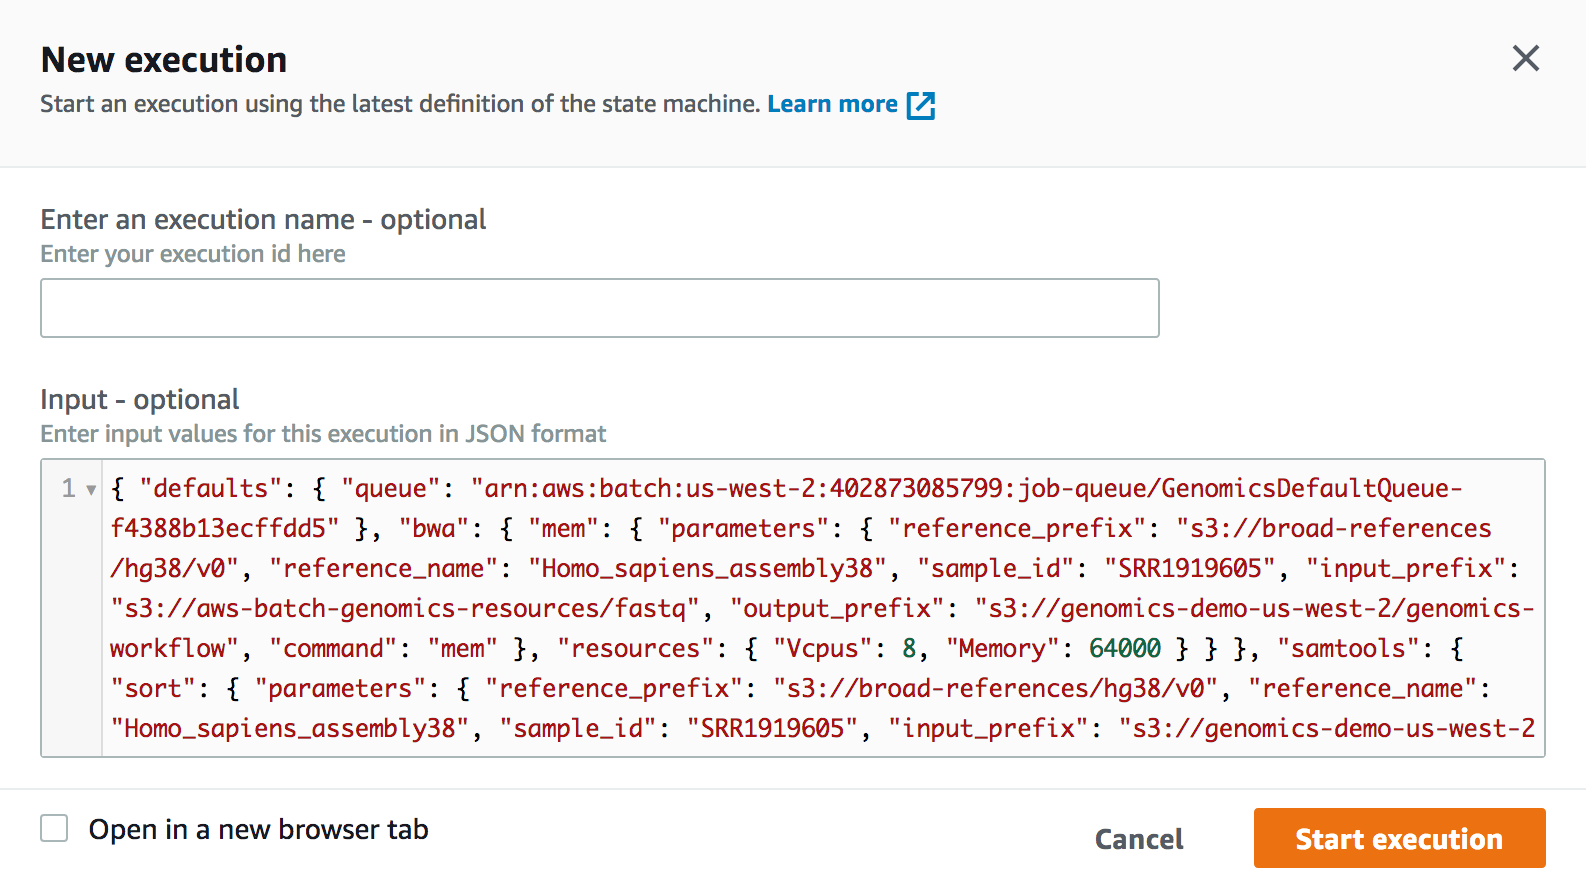 New execution
Start an execution using the latest definition of the state machine. Learn more
Enter an execution name - optional
Enter your execution id here
Input - optional
Enter input values for this execution in JSON format
1 { "defaults": { "queue": "arn:aws:batch:us-west-2:402873085799:job-queue/GenomicsDefaultQueue-
f4388b13ecffdd5" }, "bwa": { "mem": { "parameters": { "reference_prefix": "s3://broad-references
/hg38/v0", "reference_name": "Homo_sapiens_assembly38", "sample_id": "SRR1919605", "input_prefix":
"s3://aws-batch-genomics-resources/fastq", "output_prefix": "s3://genomics-demo-us-west-2/genomics-
workflow", "command": "mem" }, "resources": { "Vcpus": 8, "Memory": 64000 } } }, "samtools": {
"sort": { "parameters": { "reference_prefix": "s3://broad-references/hg38/v0", "reference_name":
"Homo_sapiens_assembly38", "sample_id": "SRR1919605", "input_prefix": "s3://genomics-demo-us-west-2
Open in a new browser tab
Cancel
Start execution